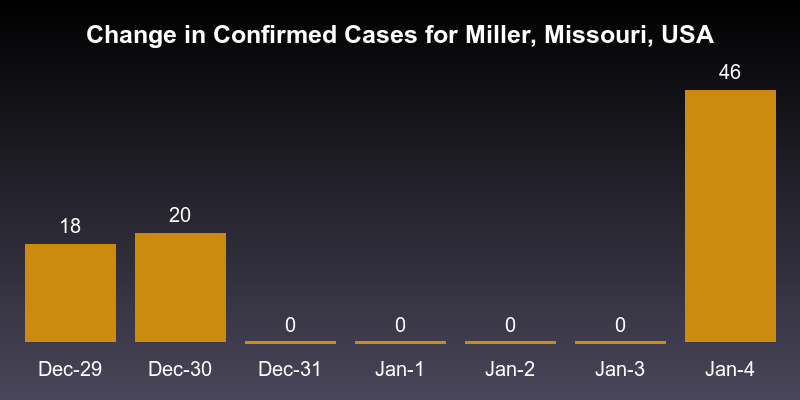 Change in Confirmed Cases for Miller, Missouri, USA
46
18
20
0
0
0
0
Dec-29
Dec-30
Dec-31
Jan-1
Jan-2
Jan-3
Jan-4